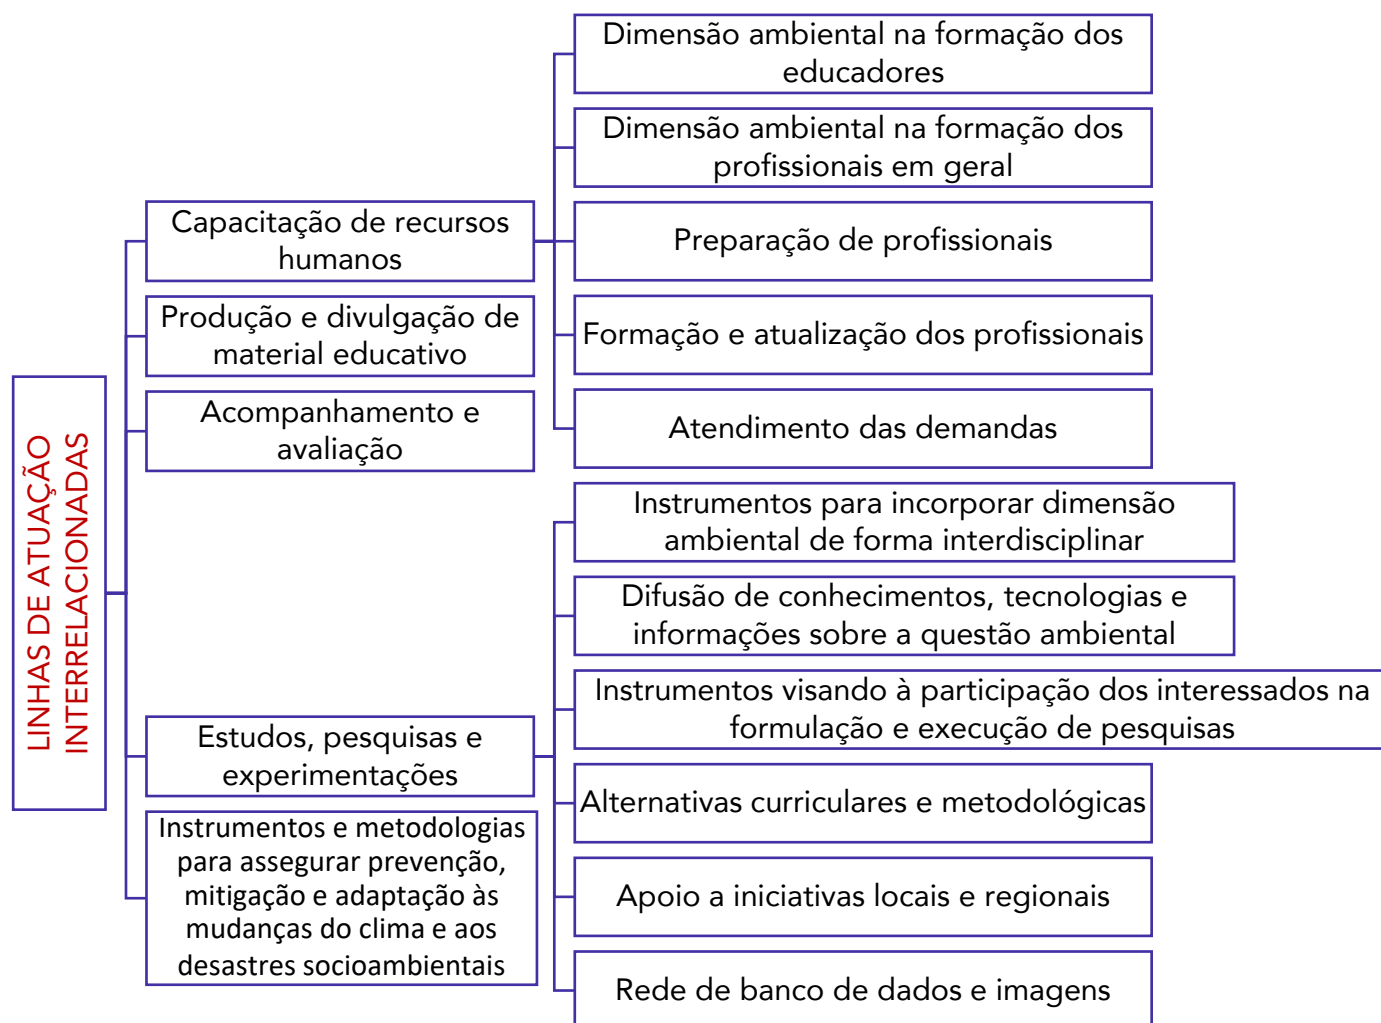 LINHAS DE ATUAÇÃO
INTERRELACIONADAS
Capacitação de recursos
humanos
Dimensão ambiental na formação dos
educadores
Dimensão ambiental na formação dos
profissionais em geral
Preparação de profissionais
Formação e atualização dos profissionais
Atendimento das demandas
Produção e divulgação de
material educativo
Acompanhamento e
avaliação
Estudos, pesquisas e
experimentações
Instrumentos para incorporar dimensão
ambiental de forma interdisciplinar
Difusão de conhecimentos, tecnologias e
informações sobre a questão ambiental
Instrumentos visando à participação dos interessados na
formulação e execução de pesquisas
Alternativas curriculares e metodológicas
Apoio a iniciativas locais e regionais
Rede de banco de dados e imagens
Instrumentos e metodologias
para assegurar prevenção,
mitigação e adaptação às
mudanças do clima e aos
desastres socioambientais